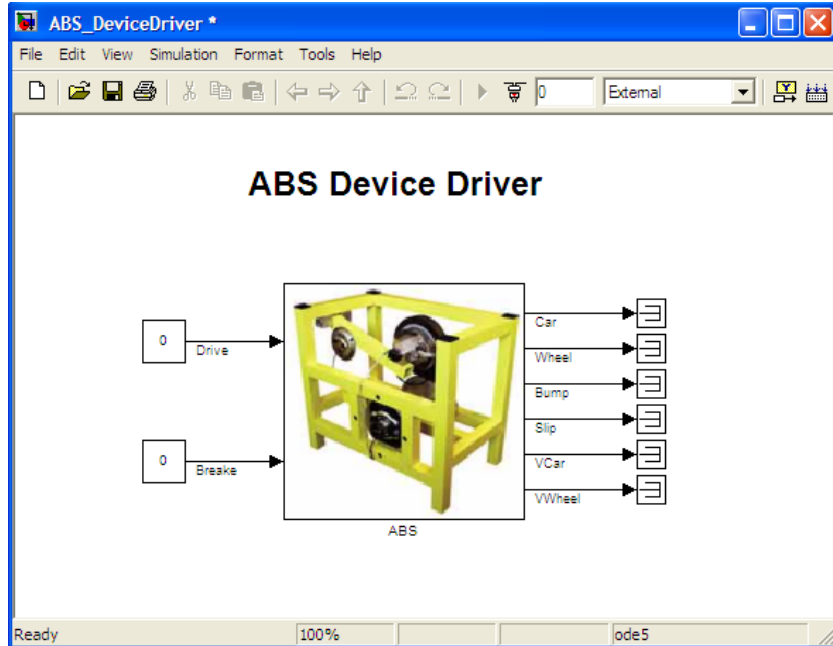 ABS_DeviceDriver *
File Edit View Simulation Format Tools Help
0 External
ABS Device Driver
0
Drive
0
Breake
Car
Wheel
Bump
Slip
VCar
VWheel
ABS
Ready 100% ode5